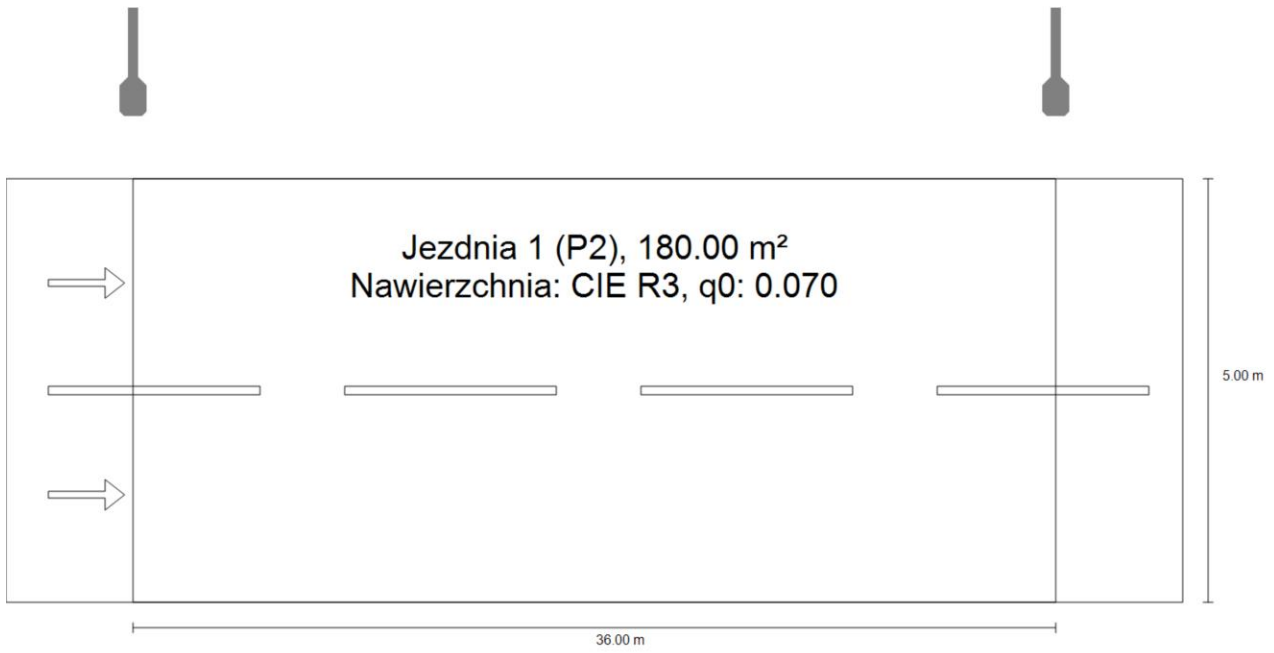 Jezdnia 1 (P2), 180.00 m²
Nawierzchnia: CIE R3, q0: 0.070
5.00 m
36.00 m